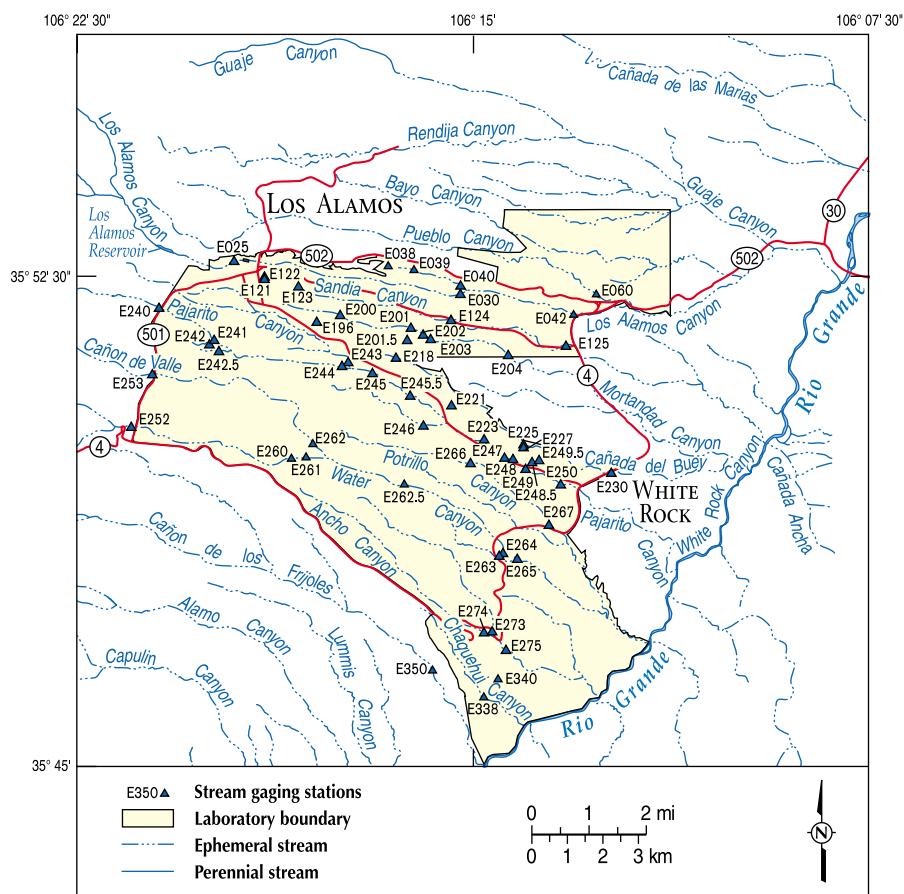 106° 22' 30"
106° 15'
106° 07' 30"
Guaje Canyon
Cañada de las Marias
Los Alamos Canyon
Rendija Canyon
Bayo Canyon
Guaje Canyon
30
Los Alamos
Los
Alamos
Reservoir
Pueblo Canyon
E025
502
E038
E039
502
35° 52' 30"
E122
E121
E123
Sandia Canyon
E040
E030
E060
E240
Pajarito Canyon
E200
E196
E201
E124
E042
Los Alamos Canyon
Rio Grande
501
E242
E241
E242.5
E201.5
E202
E203
E125
E204
Cañon de Valle
E243
E218
E244
E245
E245.5
4
E253
E221
Mortandad Canyon
E252
E246
E223
E225
E227
4
E262
E260
E261
E266
E247
E249.5
E248
E249
E250
E248.5
Cañada del Buey
E230
White
Rock
Potrillo Canyon
Water Canyon
E262.5
E267
Pajarito Canyon
White Rock Canyon
Cañada Ancha
Ancho Canyon
E264
E263
E265
Cañon de los Frijoles
Alamo Canyon
Lummis Canyon
Capulin Canyon
E274
E273
E275
Chaquehui Canyon
E350
E340
E338
Rio Grande
35° 45'
E350 Stream gaging stations
Laboratory boundary
Ephemeral stream
Perennial stream
0 1 2 mi
0 1 2 3 km
N